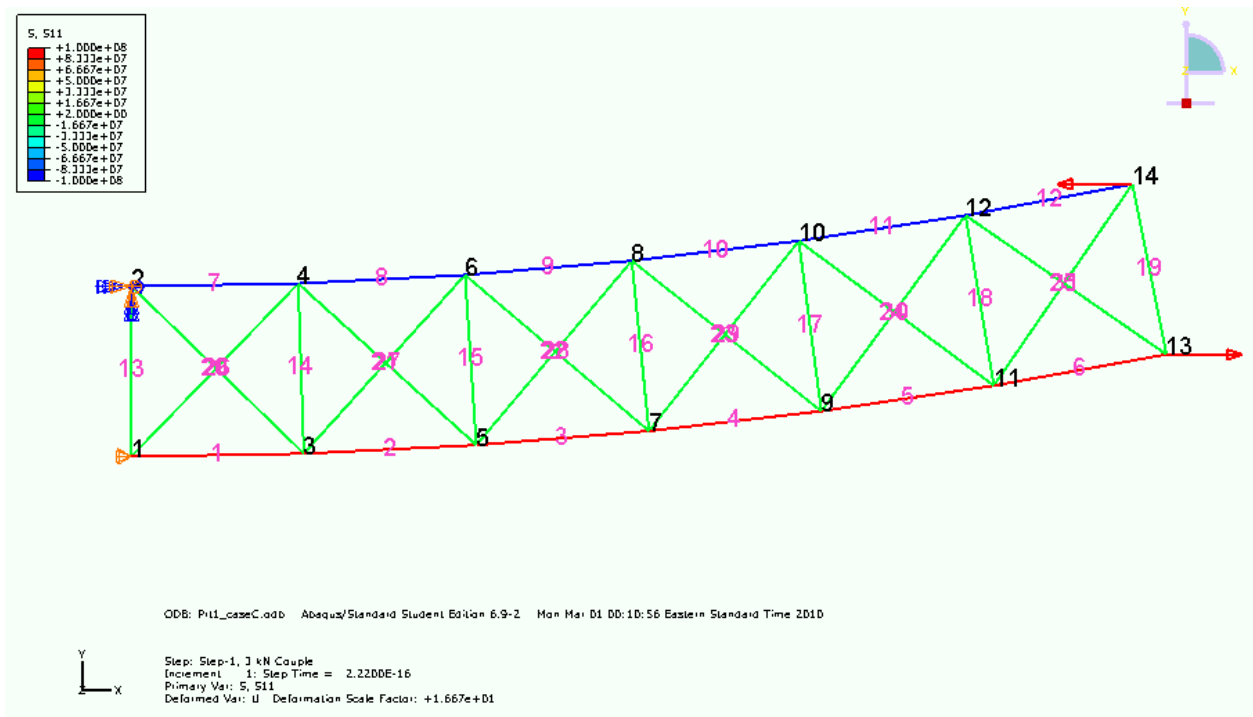 S, S11
+1.000e+08
+8.333e+07
+6.667e+07
+5.000e+07
+3.333e+07
+1.667e+07
+2.000e+00
-1.667e+07
-3.333e+07
-5.000e+07
-6.667e+07
-8.333e+07
-1.000e+08
Y
Z X
14
12
12
11
10
10
8
9
6
8
4
7
2
19
25
18
20
17
23
16
22
15
27
14
26
13
13
6
11
5
9
4
7
3
5
2
3
1
1
ODB: Prt1_caseC.odb Abaqus/Standard Student Edition 6.9-2 Mon Mar 01 00:10:56 Eastern Standard Time 2010
Y
Z X
Step: Step-1, 3 kN Couple
Increment 1: Step Time = 2.2200E-16
Primary Var: S, S11
Deformed Var: U Deformation Scale Factor: +1.667e+01